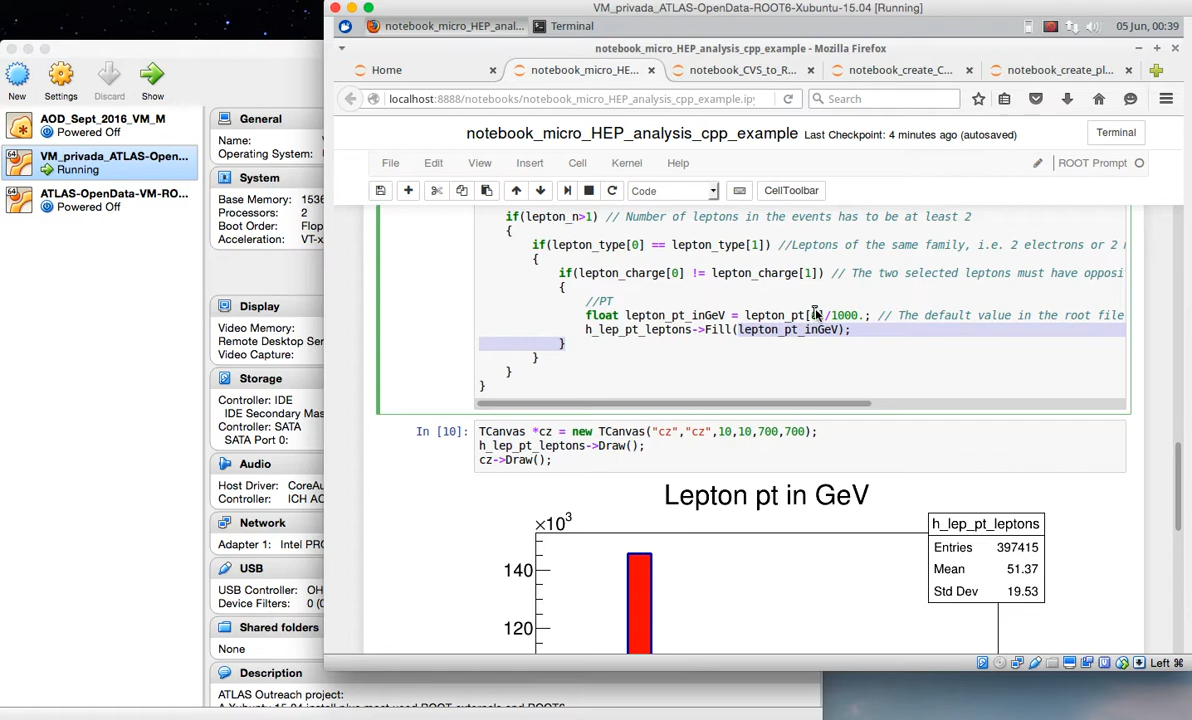 VM_privada_ATLAS-OpenData-ROOT6-Xubuntu-15.04 [Running]
notebook_micro_HEP_anal...
Terminal
05 Jun, 00:39
notebook_micro_HEP_analysis_cpp_example - Mozilla Firefox
Home
notebook_micro_HE...
notebook_CVS_to_R...
notebook_create_C...
notebook_create_pl...
localhost:8888/notebooks/notebook_micro_HEP_analysis_cpp_example.ipy
Search
notebook_micro_HEP_analysis_cpp_example Last Checkpoint: 4 minutes ago (autosaved)
Terminal
File Edit View Insert Cell Kernel Help
ROOT Prompt
Code
CellToolbar
New Settings Discard Show
AOD_Sept_2016_VM_M
Powered Off
VM_privada_ATLAS-Open...
Running
ATLAS-OpenData-VM-RO...
Powered Off
64
64
General
Name:
Operating System:
System
Base Memory: 1536
Processors: 2
Boot Order: Flop
Acceleration: VT-x
Display
Video Memory:
Remote Desktop Ser
Video Capture:
Storage
Controller: IDE
IDE Secondary Mas
Controller: SATA
SATA Port 0:
Audio
Host Driver: CoreAu
Controller: ICH AC
Network
Adapter 1: Intel PRO
USB
USB Controller: OH
Device Filters: 0 (0
Shared folders
None
Description
ATLAS Outreach project:
if(lepton_n>1) // Number of leptons in the events has to be at least 2
{
if(lepton_type[0] == lepton_type[1]) //Leptons of the same family, i.e. 2 electrons or 2
{
if(lepton_charge[0] != lepton_charge[1]) // The two selected leptons must have opposi
{
//PT
float lepton_pt_inGeV = lepton_pt[ /1000.; // The default value in the root file
h_lep_pt_leptons->Fill(lepton_pt_inGeV);
}
}
}
}
In [10]:
TCanvas *cz = new TCanvas("cz","cz",10,10,700,700);
h_lep_pt_leptons->Draw();
cz->Draw();
Lepton pt in GeV
×10³
140
120
h_lep_pt_leptons
Entries 397415
Mean 51.37
Std Dev 19.53
Left ⌘